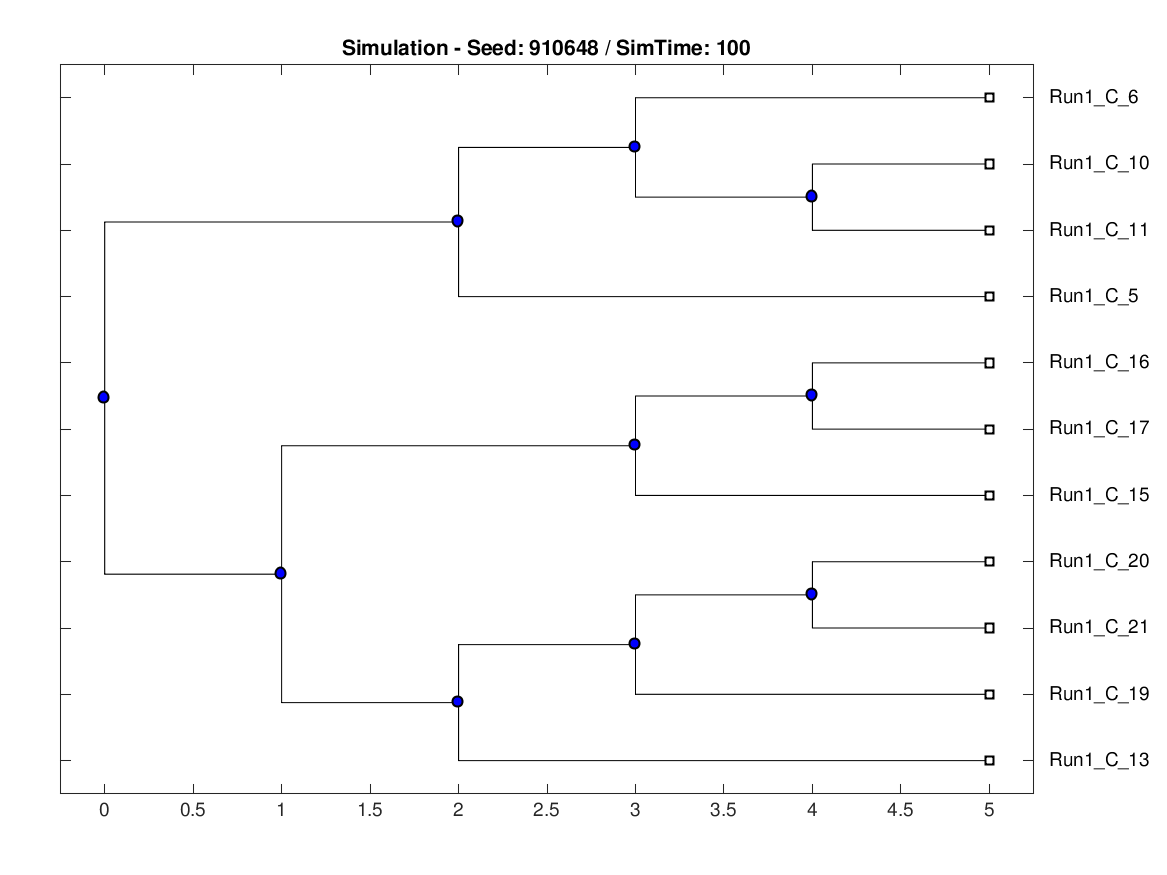 Simulation - Seed: 910648 / SimTime: 100
Run1_C_6
Run1_C_10
Run1_C_11
Run1_C_5
Run1_C_16
Run1_C_17
Run1_C_15
Run1_C_20
Run1_C_21
Run1_C_19
Run1_C_13
0 0.5 1 1.5 2 2.5 3 3.5 4 4.5 5